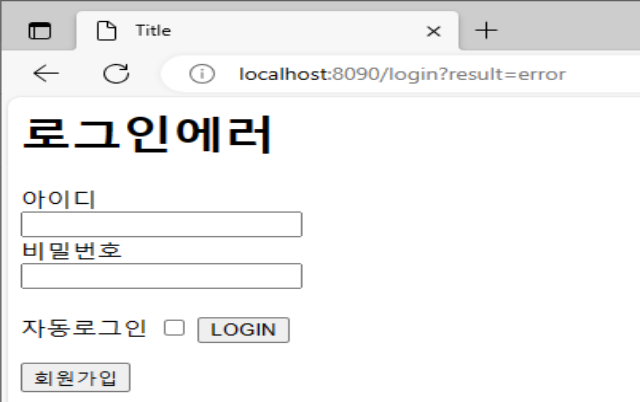 Title
localhost:8090/login?result=error
로그인에러
아이디
비밀번호
자동로그인 LOGIN
회원가입